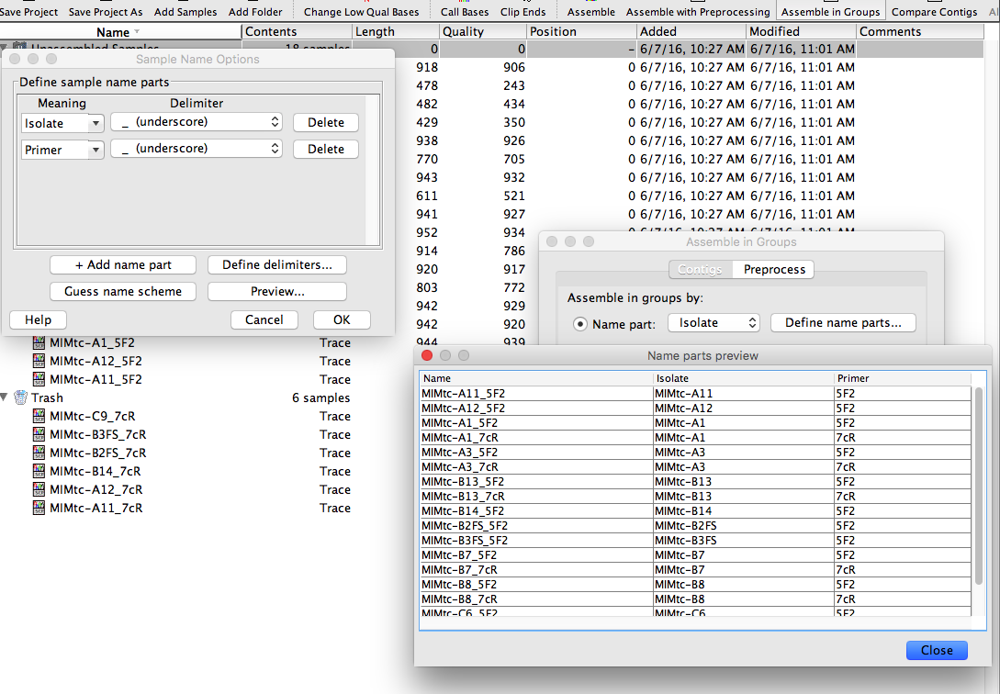 Save Project Save Project As Add Samples Add Folder Change Low Qual Bases Call Bases Clip Ends Assemble Assemble with Preprocessing Assemble in Groups Compare Contigs
Name Contents Length Quality Position Added Modified Comments
Unassembled Samples 18 samples 0 0 – 6/7/16, 10:27 AM 6/7/16, 11:01 AM
918 906 0 6/7/16, 10:27 AM 6/7/16, 11:01 AM
478 243 0 6/7/16, 10:27 AM 6/7/16, 11:01 AM
482 434 0 6/7/16, 10:27 AM 6/7/16, 11:01 AM
429 350 0 6/7/16, 10:27 AM 6/7/16, 11:01 AM
938 926 0 6/7/16, 10:27 AM 6/7/16, 11:01 AM
770 705 0 6/7/16, 10:27 AM 6/7/16, 11:01 AM
943 932 0 6/7/16, 10:27 AM 6/7/16, 11:01 AM
611 521 0 6/7/16, 10:27 AM 6/7/16, 11:01 AM
941 927 0 6/7/16, 10:27 AM 6/7/16, 11:01 AM
952 934 0 6/7/16, 10:27 AM 6/7/16, 11:01 AM
914 786
920 917
803 772
942 929
942 920
944 939
Sample Name Options
Define sample name parts
Meaning Delimiter
Isolate _ (underscore) Delete
Primer _ (underscore) Delete
+ Add name part Define delimiters...
Guess name scheme Preview...
Help Cancel OK
MIMtc-A1_5F2 Trace
MIMtc-A12_5F2 Trace
MIMtc-A11_5F2 Trace
Trash 6 samples
MIMtc-C9_7cR Trace
MIMtc-B3FS_7cR Trace
MIMtc-B2FS_7cR Trace
MIMtc-B14_7cR Trace
MIMtc-A12_7cR Trace
MIMtc-A11_7cR Trace
Assemble in Groups
Contigs Preprocess
Assemble in groups by:
Name part: Isolate Define name parts...
Name parts preview
Name Isolate Primer
MIMtc-A11_5F2 MIMtc-A11 5F2
MIMtc-A12_5F2 MIMtc-A12 5F2
MIMtc-A1_5F2 MIMtc-A1 5F2
MIMtc-A1_7cR MIMtc-A1 7cR
MIMtc-A3_5F2 MIMtc-A3 5F2
MIMtc-A3_7cR MIMtc-A3 7cR
MIMtc-B13_5F2 MIMtc-B13 5F2
MIMtc-B13_7cR MIMtc-B13 7cR
MIMtc-B14_5F2 MIMtc-B14 5F2
MIMtc-B2FS_5F2 MIMtc-B2FS 5F2
MIMtc-B3FS_5F2 MIMtc-B3FS 5F2
MIMtc-B7_5F2 MIMtc-B7 5F2
MIMtc-B7_7cR MIMtc-B7 7cR
MIMtc-B8_5F2 MIMtc-B8 5F2
MIMtc-B8_7cR MIMtc-B8 7cR
MIMtc-C6_5F2 MIMtc-C6 5F2
Close